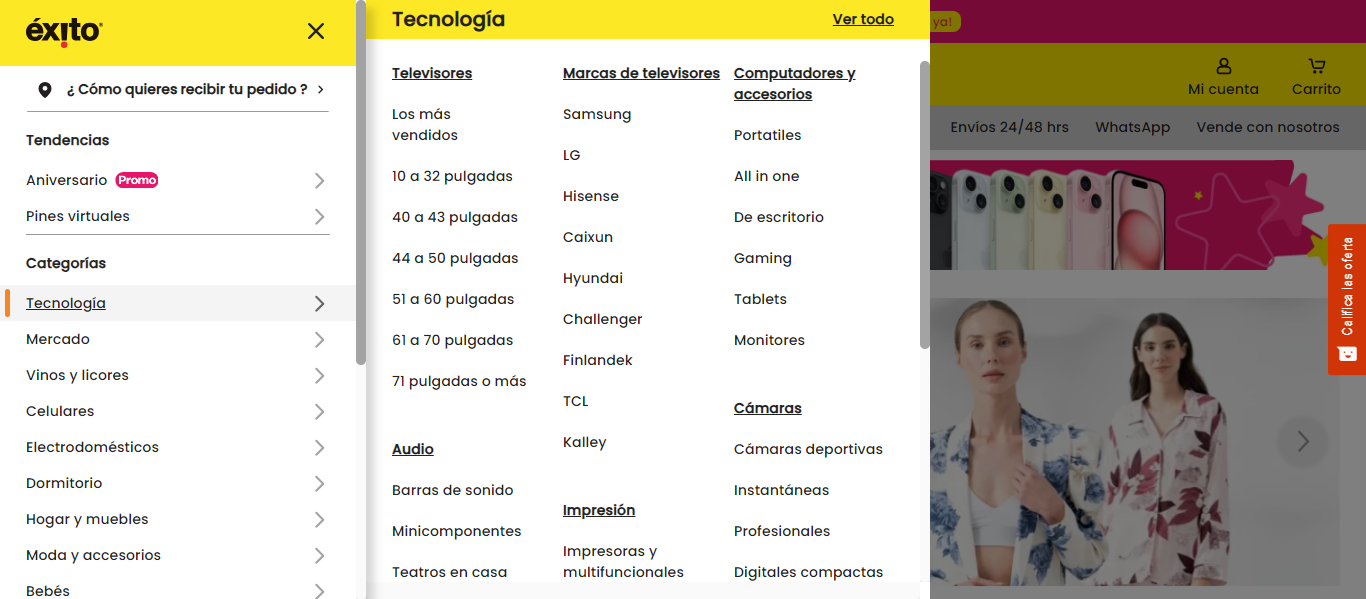 éxito
¿ Cómo quieres recibir tu pedido ?
Tendencias
Aniversario Promo
Pines virtuales
Categorías
Tecnología
Mercado
Vinos y licores
Celulares
Electrodomésticos
Dormitorio
Hogar y muebles
Moda y accesorios
Bebés
Tecnología
Ver todo
Televisores
Los más
vendidos
10 a 32 pulgadas
40 a 43 pulgadas
44 a 50 pulgadas
51 a 60 pulgadas
61 a 70 pulgadas
71 pulgadas o más
Audio
Barras de sonido
Minicomponentes
Teatros en casa
Marcas de televisores
Samsung
LG
Hisense
Caixun
Hyundai
Challenger
Finlandek
TCL
Kalley
Impresión
Impresoras y
multifuncionales
Computadores y
accesorios
Portatiles
All in one
De escritorio
Gaming
Tablets
Monitores
Cámaras
Cámaras deportivas
Instantáneas
Profesionales
Digitales compactas
ya!
Mi cuenta
Carrito
Envíos 24/48 hrs
WhatsApp
Vende con nosotros
Califica las oferta